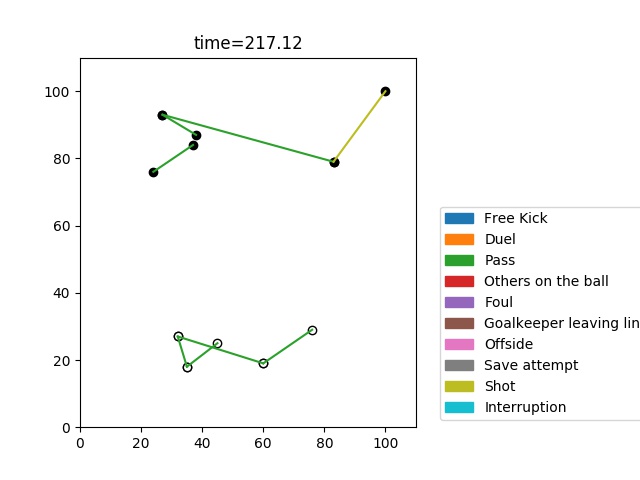 time=217.12
100
80
60
40
20
0
0 20 40 60 80 100
Free Kick
Duel
Pass
Others on the ball
Foul
Goalkeeper leaving lin
Offside
Save attempt
Shot
Interruption